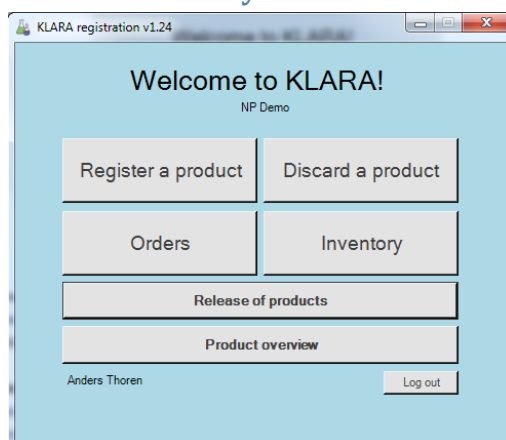 KLARA registration v1.24
Welcome to KLARA!
NP Demo
Register a product
Discard a product
Orders
Inventory
Release of products
Product overview
Anders Thoren
Log out